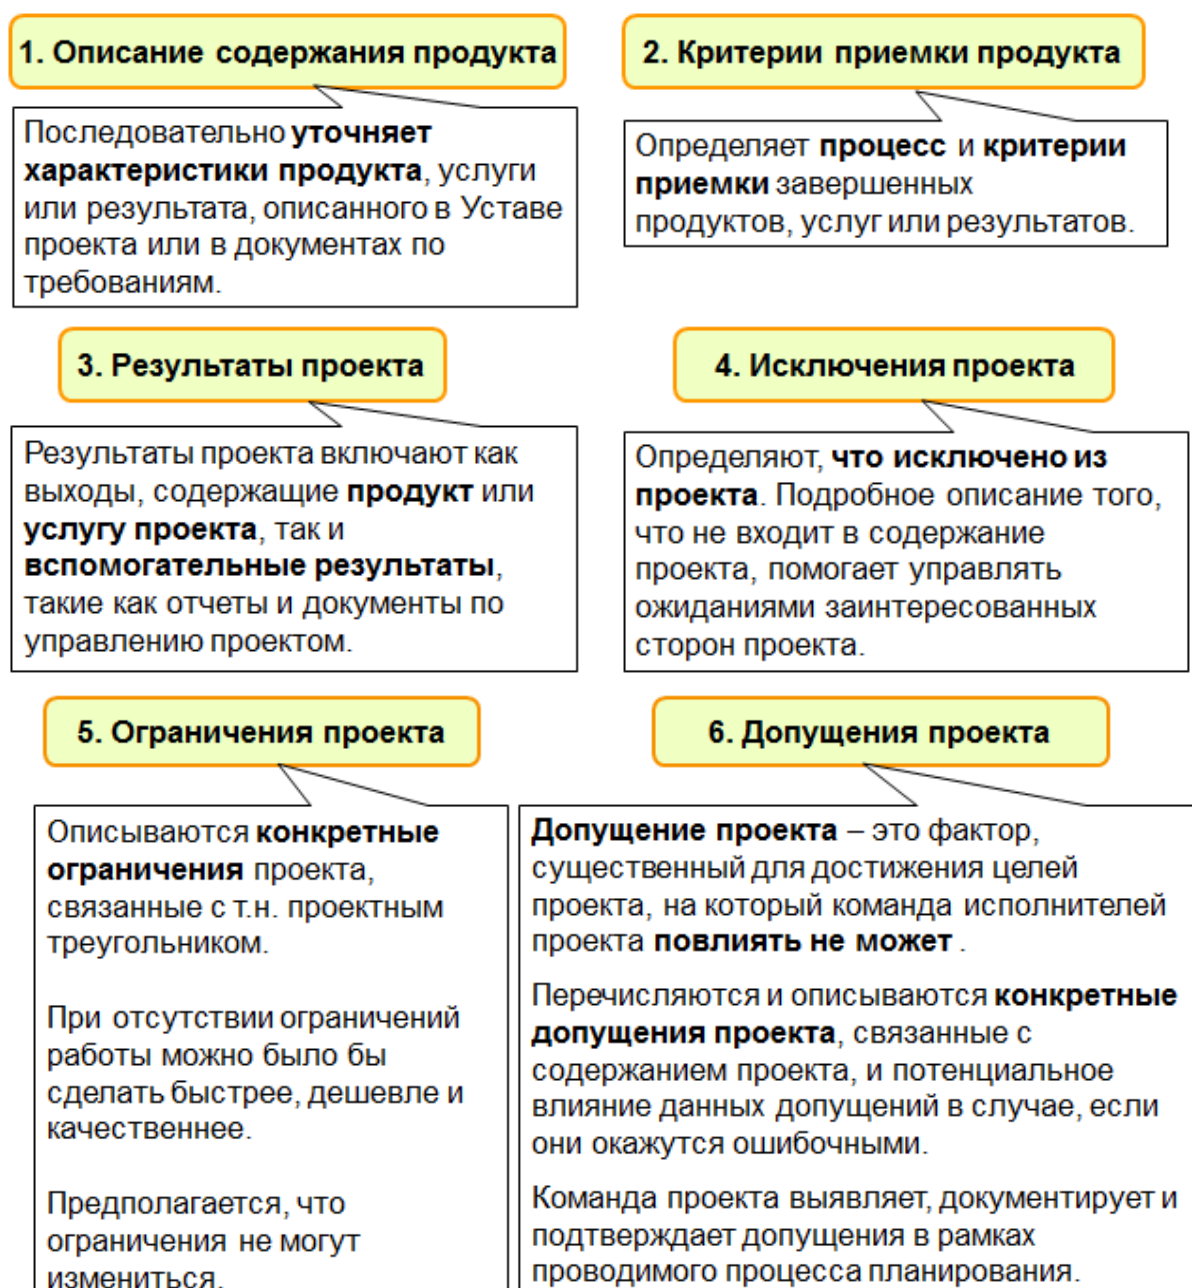 1. Описание содержания продукта
Последовательно уточняет
характеристики продукта, услуги
или результата, описанного в Уставе
проекта или в документах по
требованиям.
2. Критерии приемки продукта
Определяет процесс и критерии
приемки завершенных
продуктов, услуг или результатов.
3. Результаты проекта
Результаты проекта включают как
выходы, содержащие продукт или
услугу проекта, так и
вспомогательные результаты,
такие как отчеты и документы по
управлению проектом.
4. Исключения проекта
Определяют, что исключено из
проекта. Подробное описание того,
что не входит в содержание
проекта, помогает управлять
ожиданиями заинтересованных
сторон проекта.
5. Ограничения проекта
Описываются конкретные
ограничения проекта,
связанные с т.н. проектным
треугольником.
При отсутствии ограничений
работы можно было бы
сделать быстрее, дешевле и
качественнее.
Предполагается, что
ограничения не могут
измениться.
6. Допущения проекта
Допущение проекта – это фактор,
существенный для достижения целей
проекта, на который команда исполнителей
проекта повлиять не может .
Перечисляются и описываются конкретные
допущения проекта, связанные с
содержанием проекта, и потенциальное
влияние данных допущений в случае, если
они окажутся ошибочными.
Команда проекта выявляет, документирует и
подтверждает допущения в рамках
проводимого процесса планирования.